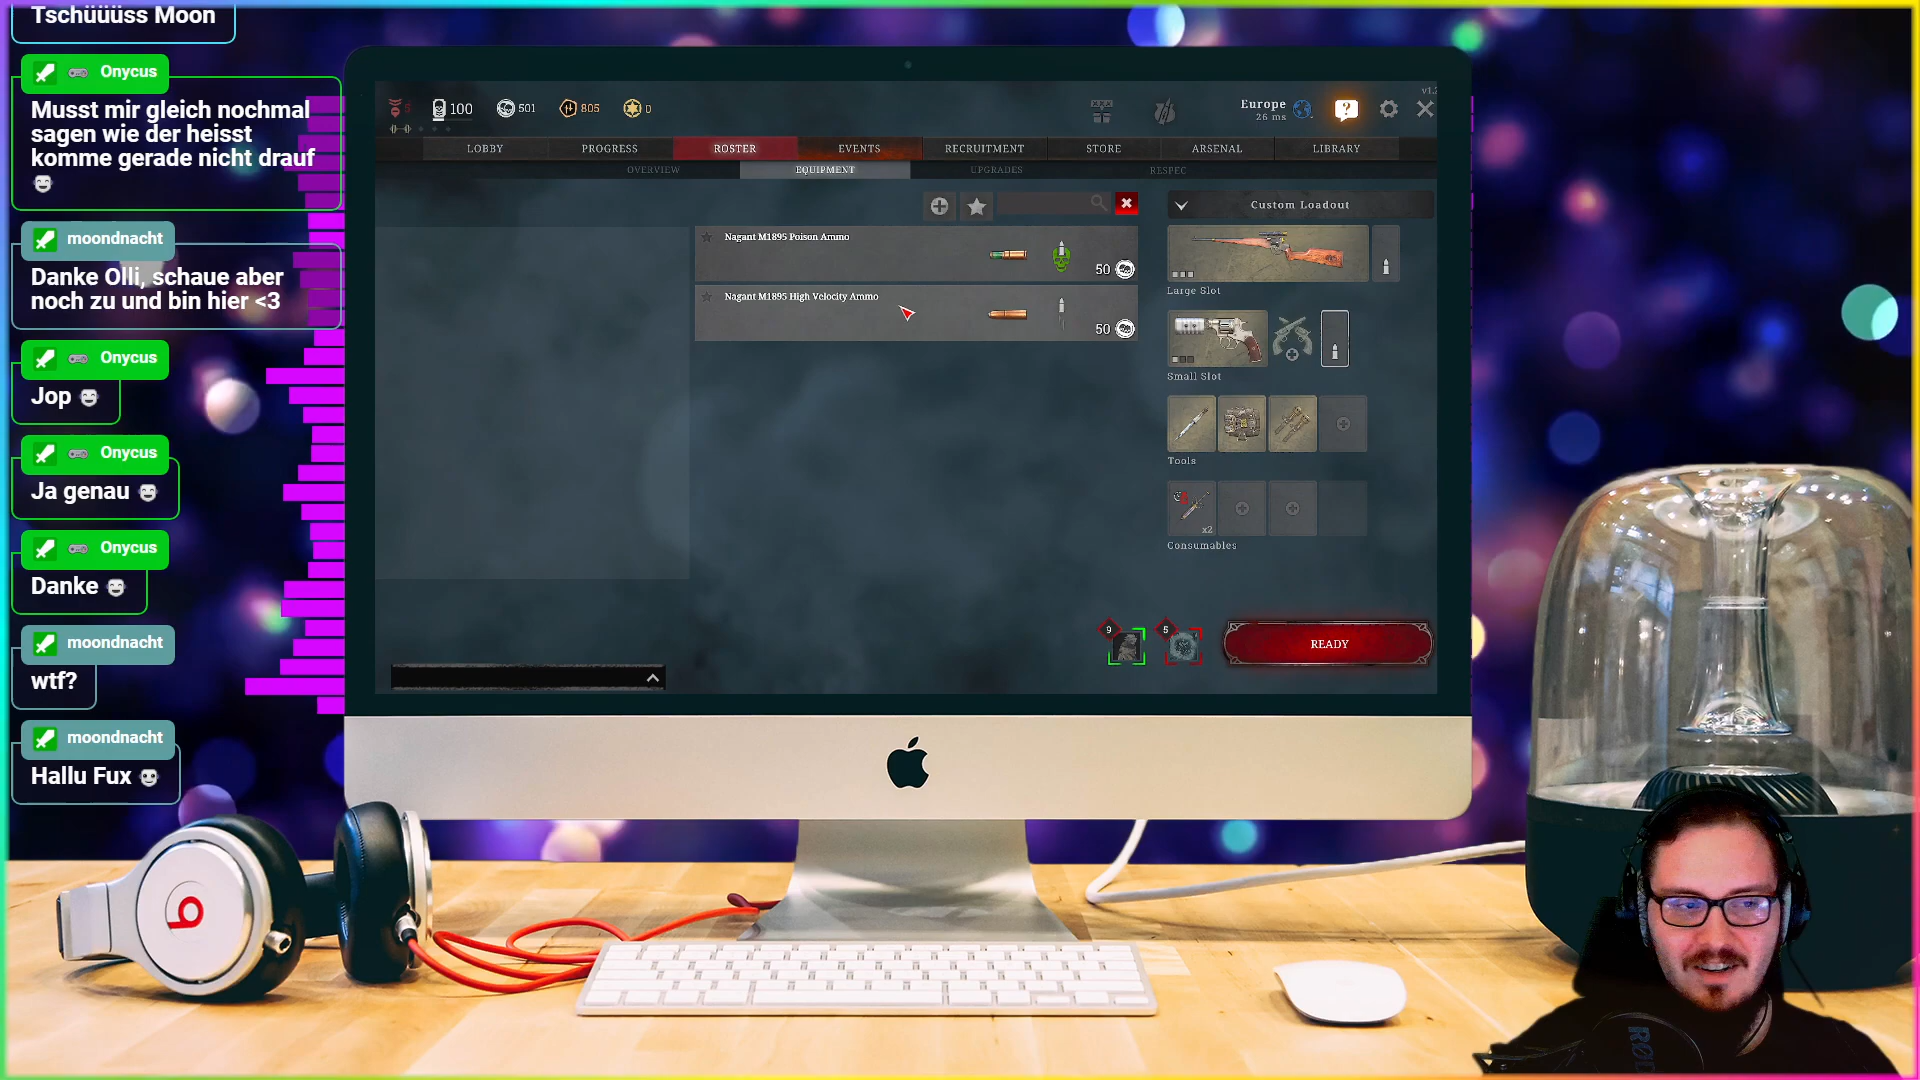 Tschüüüss Moon
Onycus
Musst mir gleich nochmal
sagen wie der heisst
komme gerade nicht drauf
moondnacht
Danke Olli, schaue aber
noch zu und bin hier <3
Onycus
Jop
Onycus
Ja genau
Onycus
Danke
moondnacht
wtf?
moondnacht
Hallu Fux
100
501
805
0
Europe
26 ms
LOBBY
PROGRESS
ROSTER
EVENTS
RECRUITMENT
STORE
ARSENAL
LIBRARY
OVERVIEW
EQUIPMENT
UPGRADES
RESPEC
Nagant M1895 Poison Ammo
50
Nagant M1895 High Velocity Ammo
50
Custom Loadout
Large Slot
Small Slot
Tools
x2
Consumables
9
5
READY